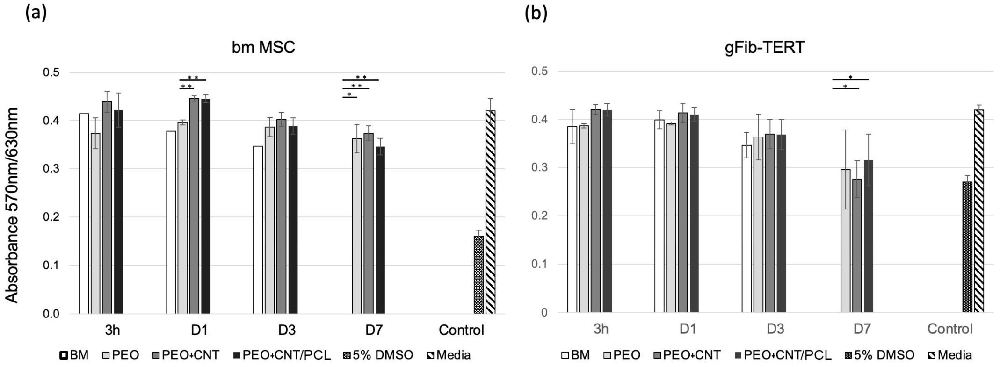 (a)
bm MSC
Absorbance 570nm/630nm
0.5
0.4
0.3
0.2
0.1
0.0
* *
* *
* *
* *
*
3h D1 D3 D7 Control
BM PEO PEO+CNT PEO+CNT/PCL 5% DMSO Media
(b)
gFib-TERT
0.5
0.4
0.3
0.2
0.1
0
*
*
3h D1 D3 D7 Control
BM PEO PEO+CNT PEO+CNT/PCL 5% DMSO Media